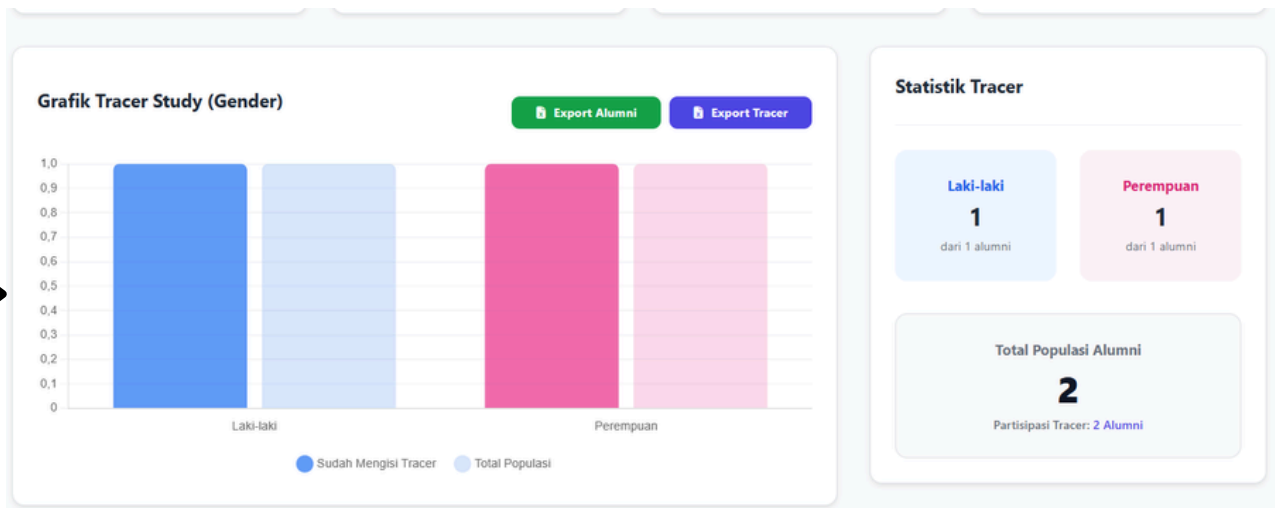 Grafik Tracer Study (Gender)
Export Alumni
Export Tracer
1,0
0,9
0,8
0,7
0,6
0,5
0,4
0,3
0,2
0,1
0
Laki-laki
Perempuan
Sudah Mengisi Tracer
Total Populasi
Statistik Tracer
Laki-laki
1
dari 1 alumni
Perempuan
1
dari 1 alumni
Total Populasi Alumni
2
Partisipasi Tracer: 2 Alumni